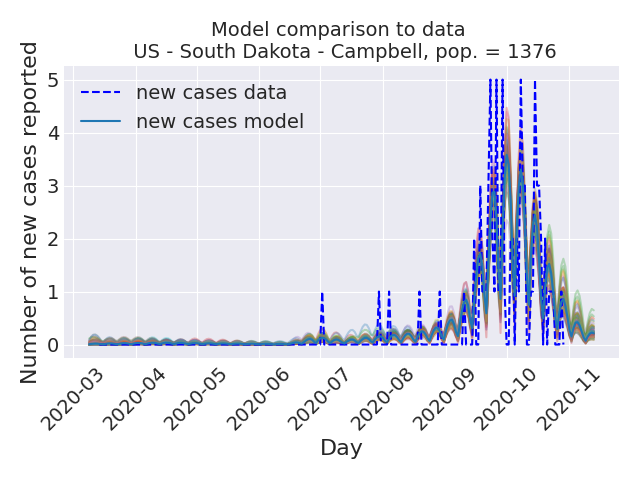 Model comparison to data
US - South Dakota - Campbell, pop. = 1376
Number of new cases reported
5
4
3
2
1
0
new cases data
new cases model
2020-03
2020-04
2020-05
2020-06
2020-07
2020-08
2020-09
2020-10
2020-11
Day